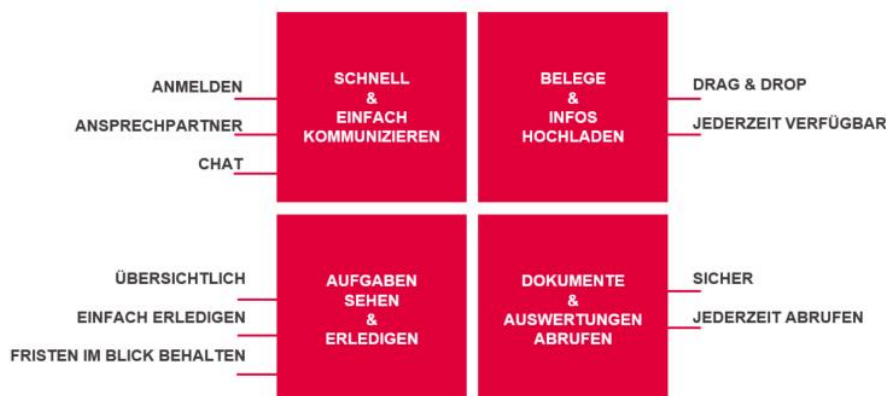 ANMELDEN
ANSPRECHPARTNER
CHAT
SCHNELL
&
EINFACH
KOMMUNIZIEREN
BELEGE
&
INFOS
HOCHLADEN
DRAG & DROP
JEDERZEIT VERFÜGBAR
ÜBERSICHTLICH
EINFACH ERLEDIGEN
FRISTEN IM BLICK BEHALTEN
AUFGABEN
SEHEN
&
ERLEDIGEN
DOKUMENTE
&
AUSWERTUNGEN
ABRUFEN
SICHER
JEDERZEIT ABRUFEN